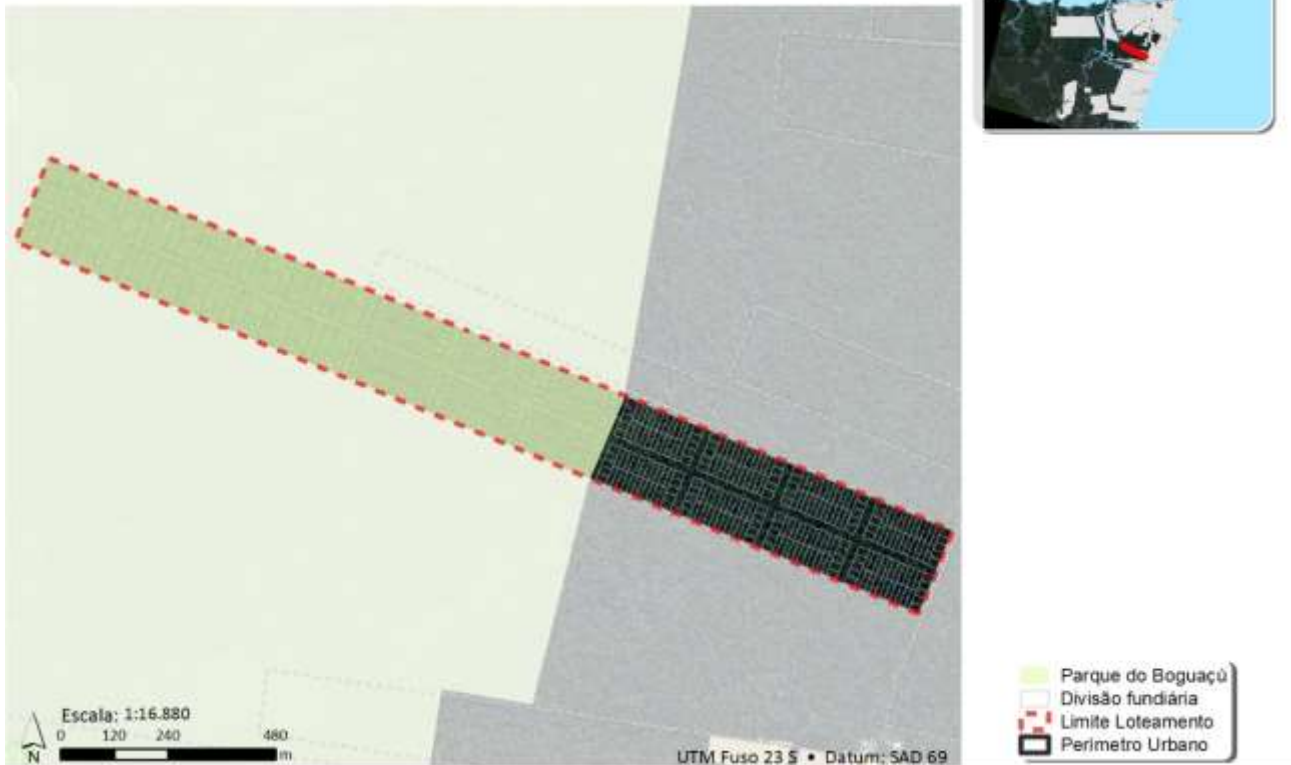 Parque do Boguaçú
Divisão fundiária
Limite Loteamento
Perímetro Urbano
Escala: 1:16.880
0 120 240 480
m
N
UTM Fuso 23 S • Datum: SAD 69